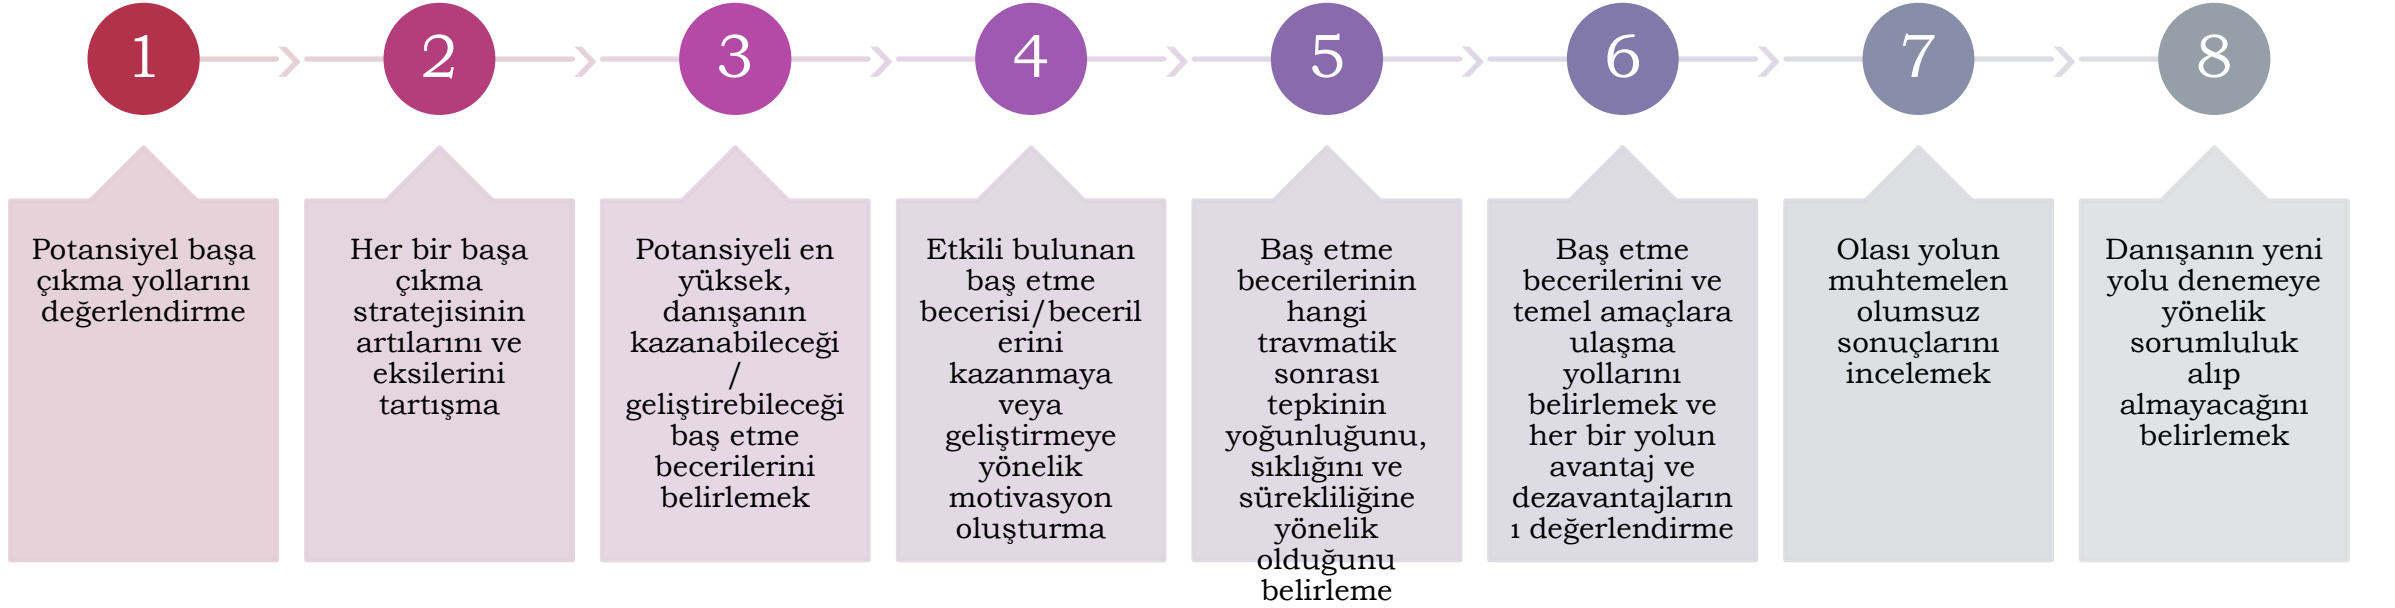 1
2
3
4
5
6
7
8
Potansiyel başa
çıkma yollarını
değerlendirme
Her bir başa
çıkma
stratejisinin
artılarını ve
eksilerini
tartışma
Potansiyeli en
yüksek,
danışanın
kazanabileceği
/
geliştirebileceği
baş etme
becerilerini
belirlemek
Etkili bulunan
baş etme
becerisi/beceril
erini
kazanmaya
veya
geliştirmeye
yönelik
motivasyon
oluşturma
Baş etme
becerilerinin
hangi
travmatik
sonrası
tepkinin
yoğunluğunu,
sıklığını ve
sürekliliğine
yönelik
olduğunu
belirleme
Baş etme
becerilerini ve
temel amaçlara
ulaşma
yollarını
belirlemek ve
her bir yolun
avantaj ve
dezavantajların
ı değerlendirme
Olası yolun
muhtemelen
olumsuz
sonuçlarını
incelemek
Danışanın yeni
yolu denemeye
yönelik
sorumluluk
alıp
almayacağını
belirlemek